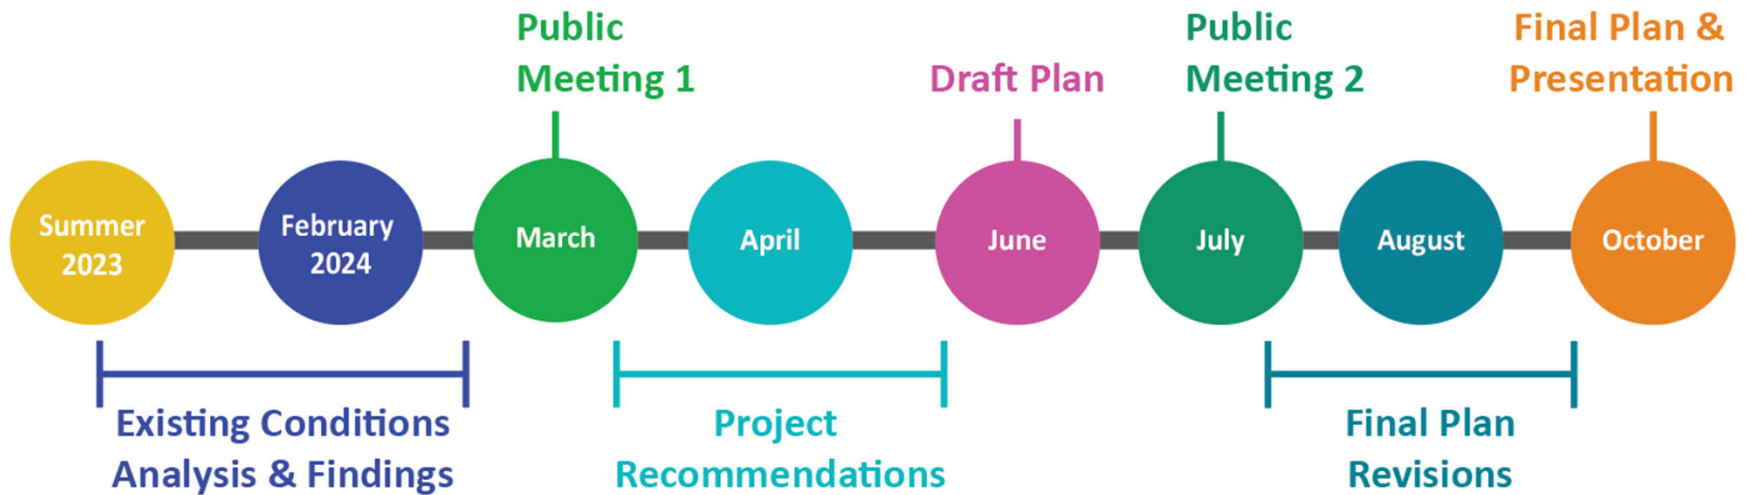 Public
Meeting 1
Draft Plan
Public
Meeting 2
Final Plan &
Presentation
Summer
2023
February
2024
March
April
June
July
August
October
Existing Conditions
Analysis & Findings
Project
Recommendations
Final Plan
Revisions